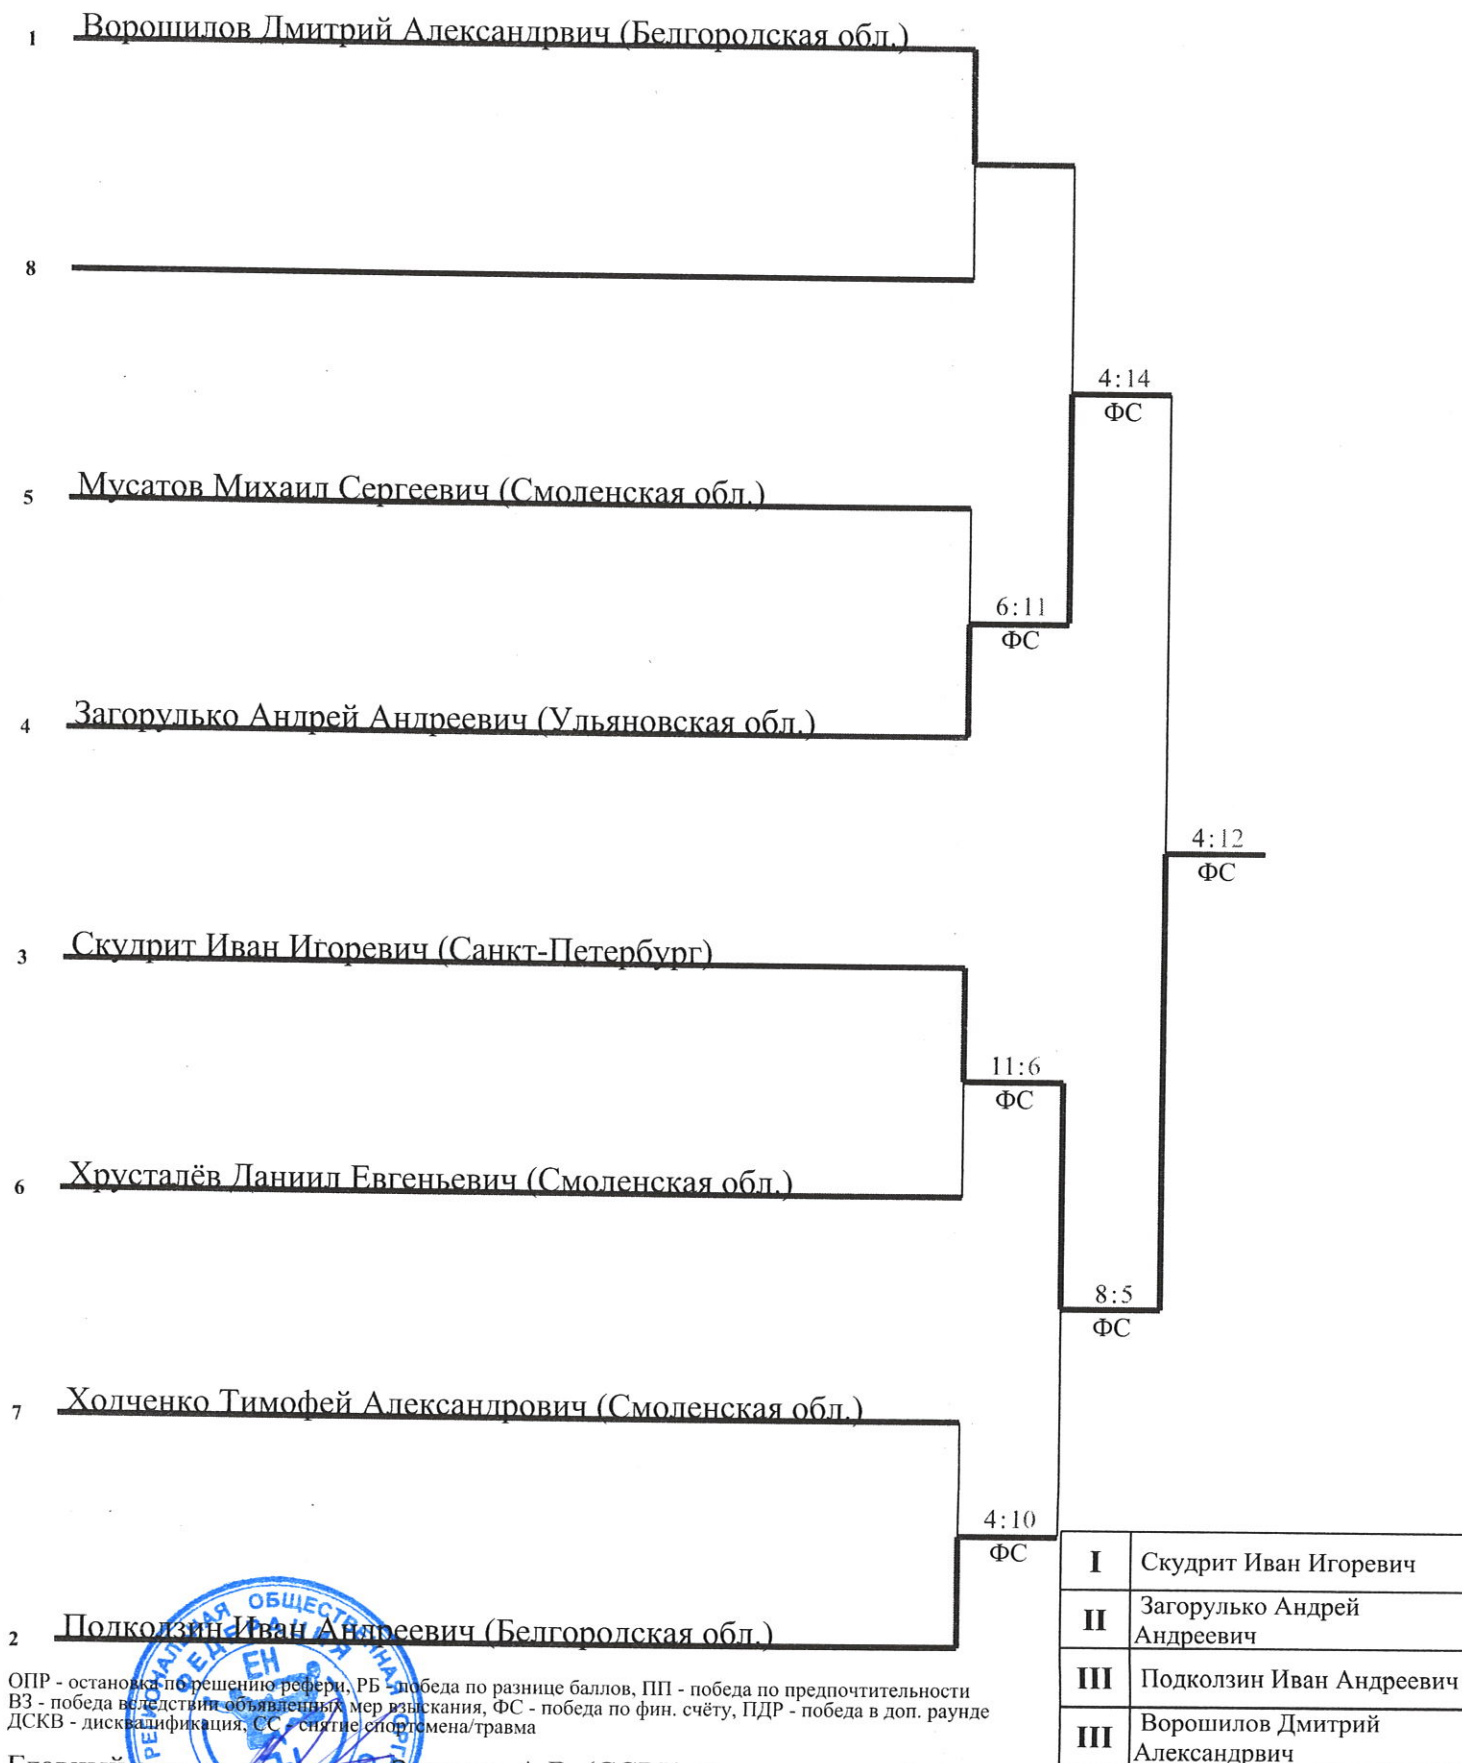 1 Ворошилов Дмитрий Александрвич (Белгородская обл.)
8
4:14
ФС
5 Мусатов Михаил Сергеевич (Смоленская обл.)
6:11
ФС
4 Загорулько Андрей Андреевич (Ульяновская обл.)
4:12
ФС
3 Скудрит Иван Игоревич (Санкт-Петербург)
11:6
ФС
6 Хрусталёв Даниил Евгеньевич (Смоленская обл.)
8:5
ФС
7 Ходченко Тимофей Александрович (Смоленская обл.)
4:10
ФС
2 Подколзин Иван Андреевич (Белгородская обл.)
I Скудрит Иван Игоревич
II Загорулько Андрей
Андреевич
III Подколзин Иван Андреевич
III Ворошилов Дмитрий
Александрвич
ОПР - остановка по решению рефери, РБ - победа по разнице баллов, ПП - победа по предпочтительности
ВЗ - победа вследствии объявленных мер взыскания, ФС - победа по фин. счёту, ПДР - победа в доп. раунде
ДСКВ - дисквалификация, СС - снятие спортсмена/травма
РЕГИОНАЛЬНАЯ ОБЩЕСТВЕННАЯ
ФЕДЕРАЦИЯ